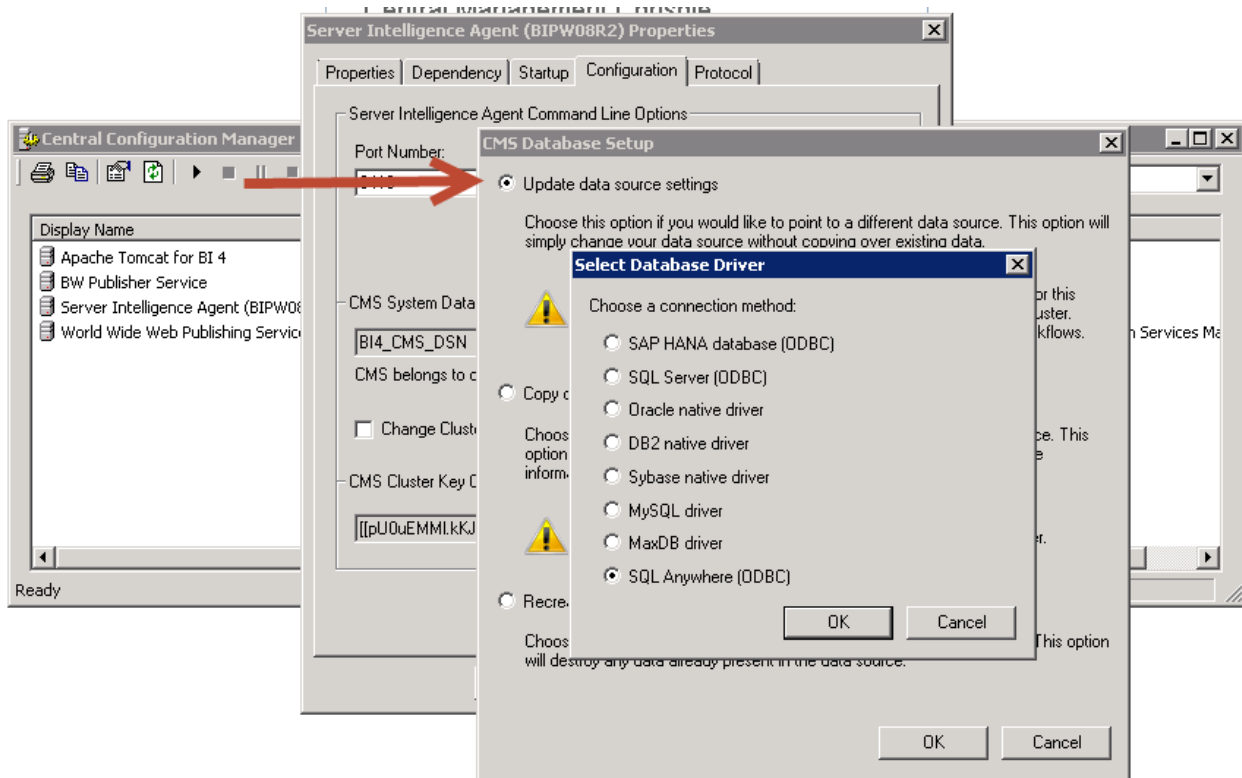 Central Management Console
Server Intelligence Agent (BIPW08R2) Properties
Properties
Dependency
Startup
Configuration
Protocol
Server Intelligence Agent Command Line Options
Port Number:
Central Configuration Manager
Display Name
Apache Tomcat for BI 4
BW Publisher Service
Server Intelligence Agent (BIPW08
World Wide Web Publishing Servic
n Services Ma
Ready
CMS System Data
BI4_CMS_DSN
CMS belongs to c
Change Cluste
CMS Cluster Key C
CMS Database Setup
Update data source settings
Choose this option if you would like to point to a different data source. This option will
simply change your data source without copying over existing data.
or this
uster.
kflows.
Copy c
Choos
ce. This
option
e
informa
er.
Recrea
Choos
This option
will destroy any data already present in the data source.
OK
Cancel
Select Database Driver
Choose a connection method:
SAP HANA database (ODBC)
SQL Server (ODBC)
Oracle native driver
DB2 native driver
Sybase native driver
MySQL driver
MaxDB driver
SQL Anywhere (ODBC)
OK
Cancel